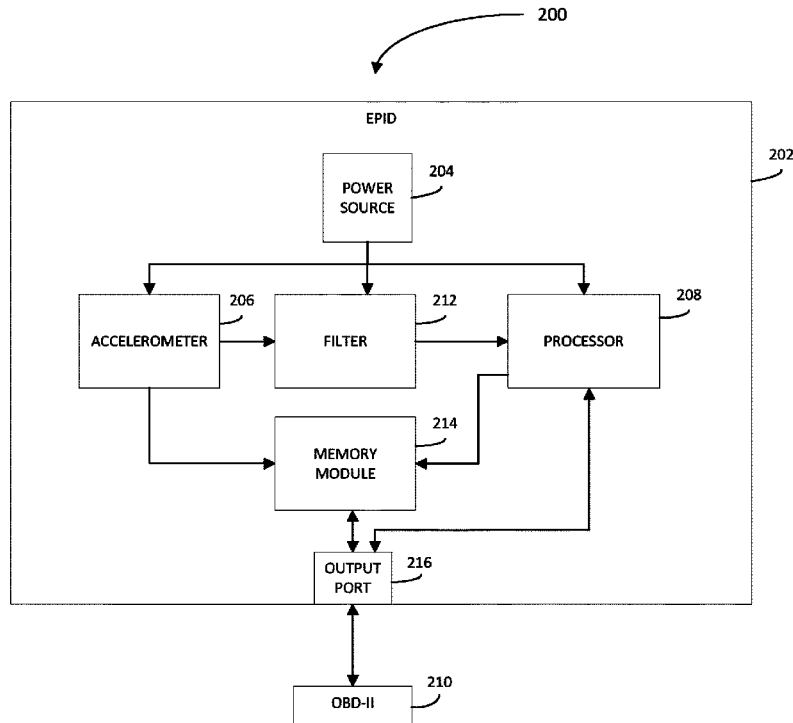 200
EPID
202
POWER
SOURCE
204
ACCELEROMETER
206
FILTER
212
PROCESSOR
208
MEMORY
MODULE
214
OUTPUT
PORT
216
OBD-II
210